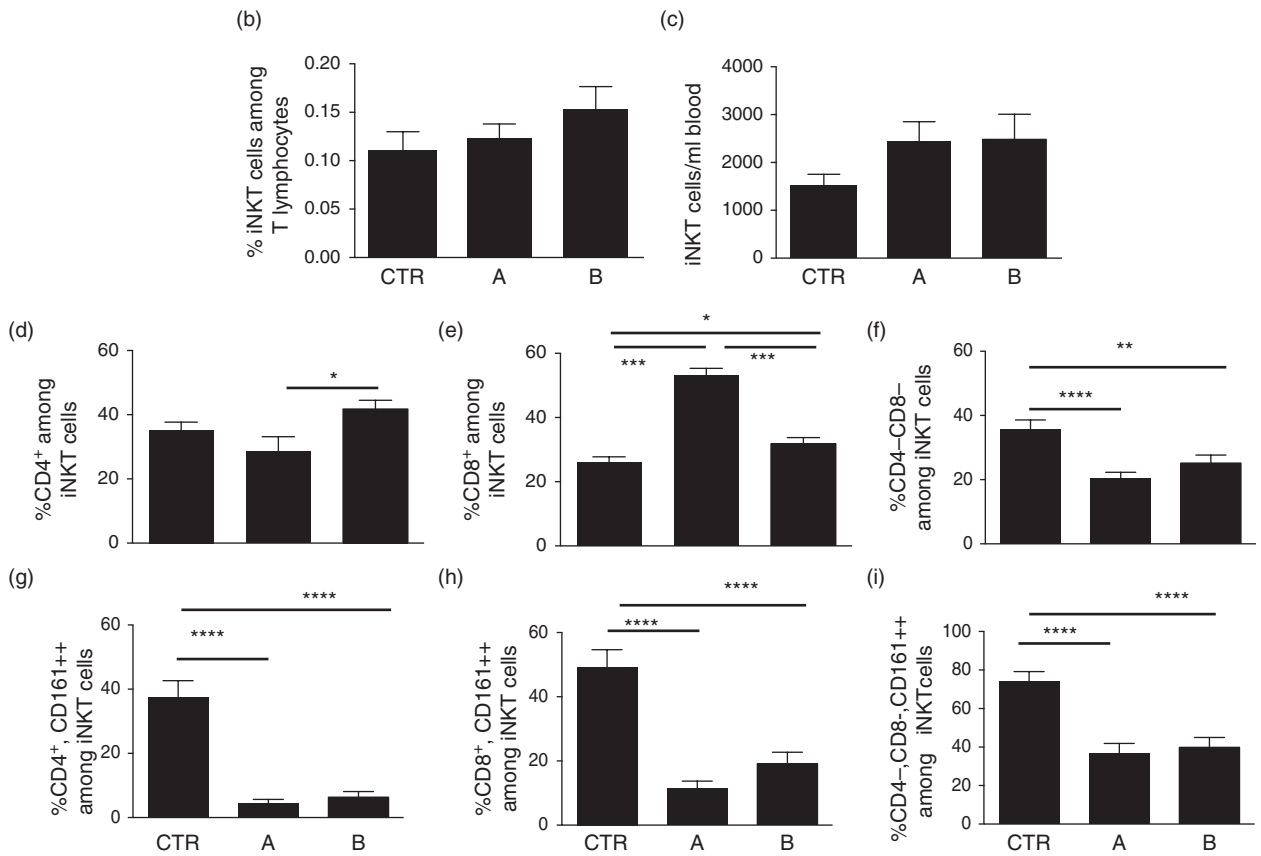 (b)
% iNKT cells among
T lymphocytes
0.20
0.15
0.10
0.05
0.00
CTR A B
(c)
iNKT cells/ml blood
4000
3000
2000
1000
0
CTR A B
(d)
%CD4+ among
iNKT cells
60
40
20
0
*
(e)
%CD8+ among
iNKT cells
60
40
20
0
*
*** ***
(f)
%CD4–CD8–
among iNKT cells
60
40
20
0
**
****
(g)
%CD4+, CD161++
among iNKT cells
60
40
20
0
****
****
CTR A B
(h)
%CD8+, CD161++
among iNKT cells
60
40
20
0
****
****
CTR A B
(i)
%CD4–,CD8-,CD161++
among iNKTcells
100
80
60
40
20
0
****
****
CTR A B